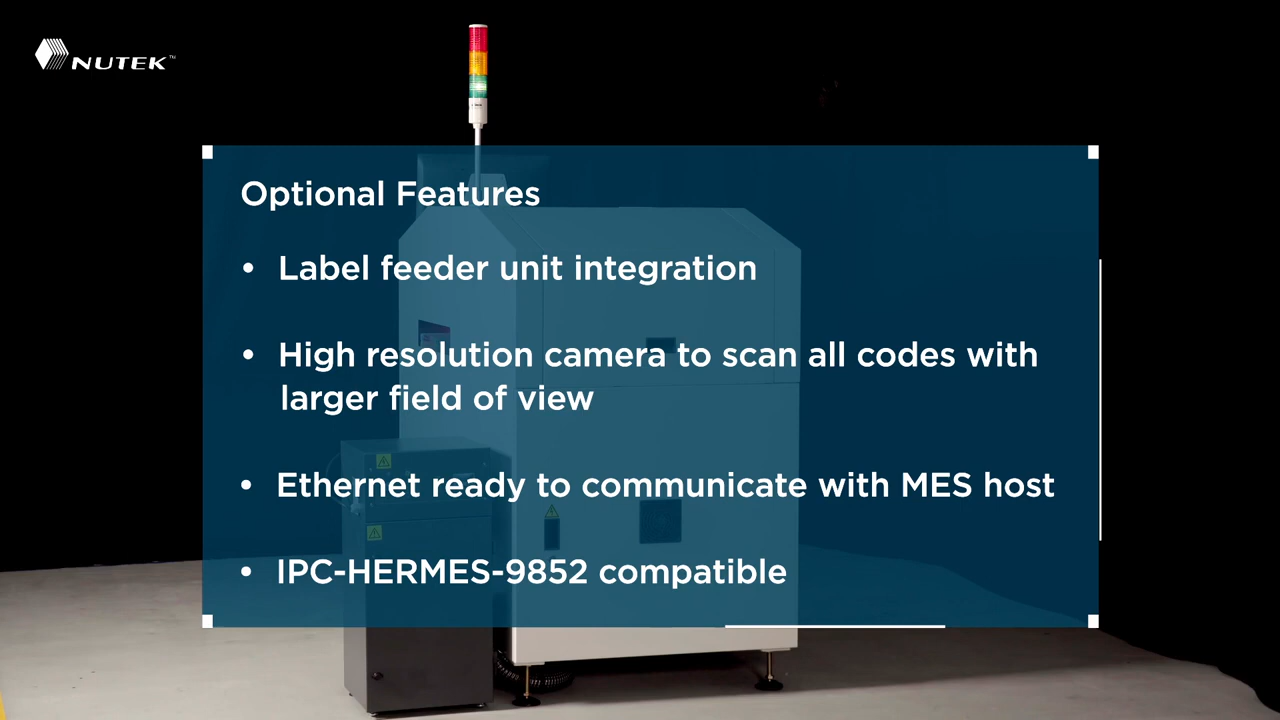 NUTEK™
Optional Features
• Label feeder unit integration
• High resolution camera to scan all codes with
larger field of view
• Ethernet ready to communicate with MES host
• IPC-HERMES-9852 compatible